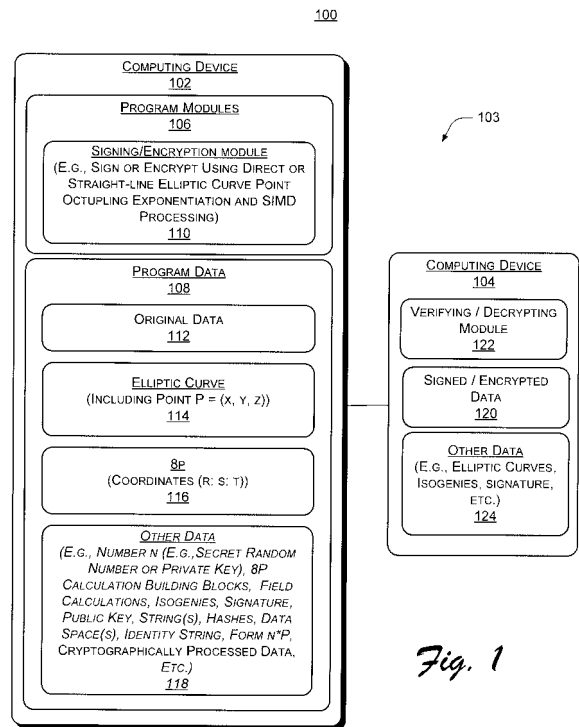 100
COMPUTING DEVICE
102
PROGRAM MODULES
106
SIGNING/ENCRYPTION MODULE
(E.G., SIGN OR ENCRYPT USING DIRECT OR
STRAIGHT-LINE ELLIPTIC CURVE POINT
OCTUPLING EXPONENTIATION AND SIMD
PROCESSING)
110
PROGRAM DATA
108
ORIGINAL DATA
112
ELLIPTIC CURVE
(INCLUDING POINT P = (X, Y, Z))
114
8P
(COORDINATES (R: S: T))
116
OTHER DATA
(E.G., NUMBER N (E.G.,SECRET RANDOM
NUMBER OR PRIVATE KEY), 8P
CALCULATION BUILDING BLOCKS, FIELD
CALCULATIONS, ISOGENIES, SIGNATURE,
PUBLIC KEY, STRING(S), HASHES, DATA
SPACE(S), IDENTITY STRING, FORM N*P,
CRYPTOGRAPHICALLY PROCESSED DATA,
ETC.)
118
103
COMPUTING DEVICE
104
VERIFYING / DECRYPTING
MODULE
122
SIGNED / ENCRYPTED
DATA
120
OTHER DATA
(E.G., ELLIPTIC CURVES,
ISOGENIES, SIGNATURE,
ETC.)
124
Fig. 1